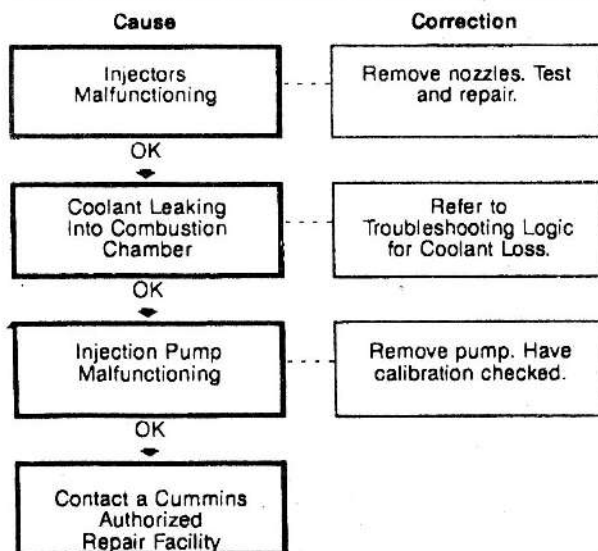 Cause
Correction
Injectors
Malfunctioning
Remove nozzles. Test
and repair.
OK
Coolant Leaking
Into Combustion
Chamber
Refer to
Troubleshooting Logic
for Coolant Loss.
OK
Injection Pump
Malfunctioning
Remove pump. Have
calibration checked.
OK
Contact a Cummins
Authorized
Repair Facility